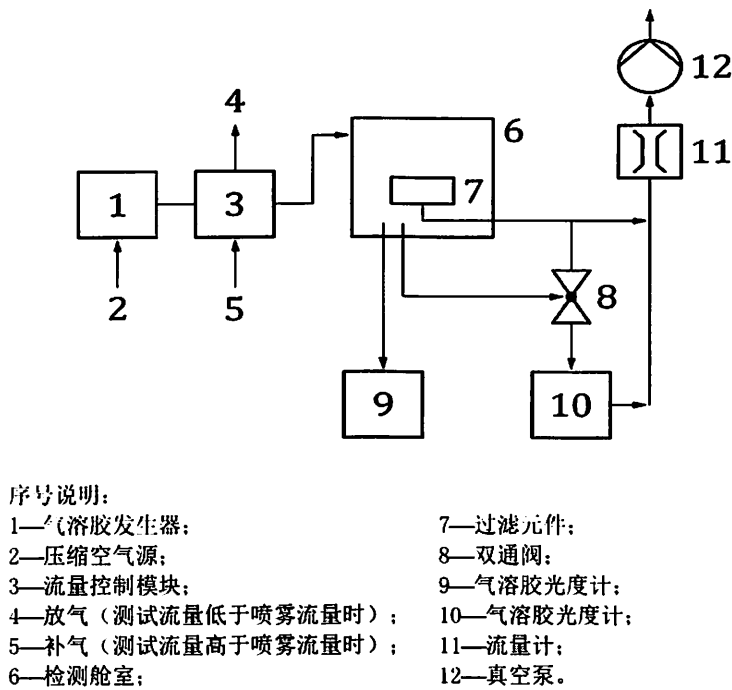 4
12
6
11
1
3
7
2
5
8
9
10
序号说明:
1—气溶胶发生器;
2—压缩空气源;
3—流量控制模块;
4—放气(测试流量低于喷雾流量时);
5—补气(测试流量高于喷雾流量时);
6—检测舱室;
7—过滤元件;
8—双通阀;
9—气溶胶光度计;
10—气溶胶光度计;
11—流量计;
12—真空泵。